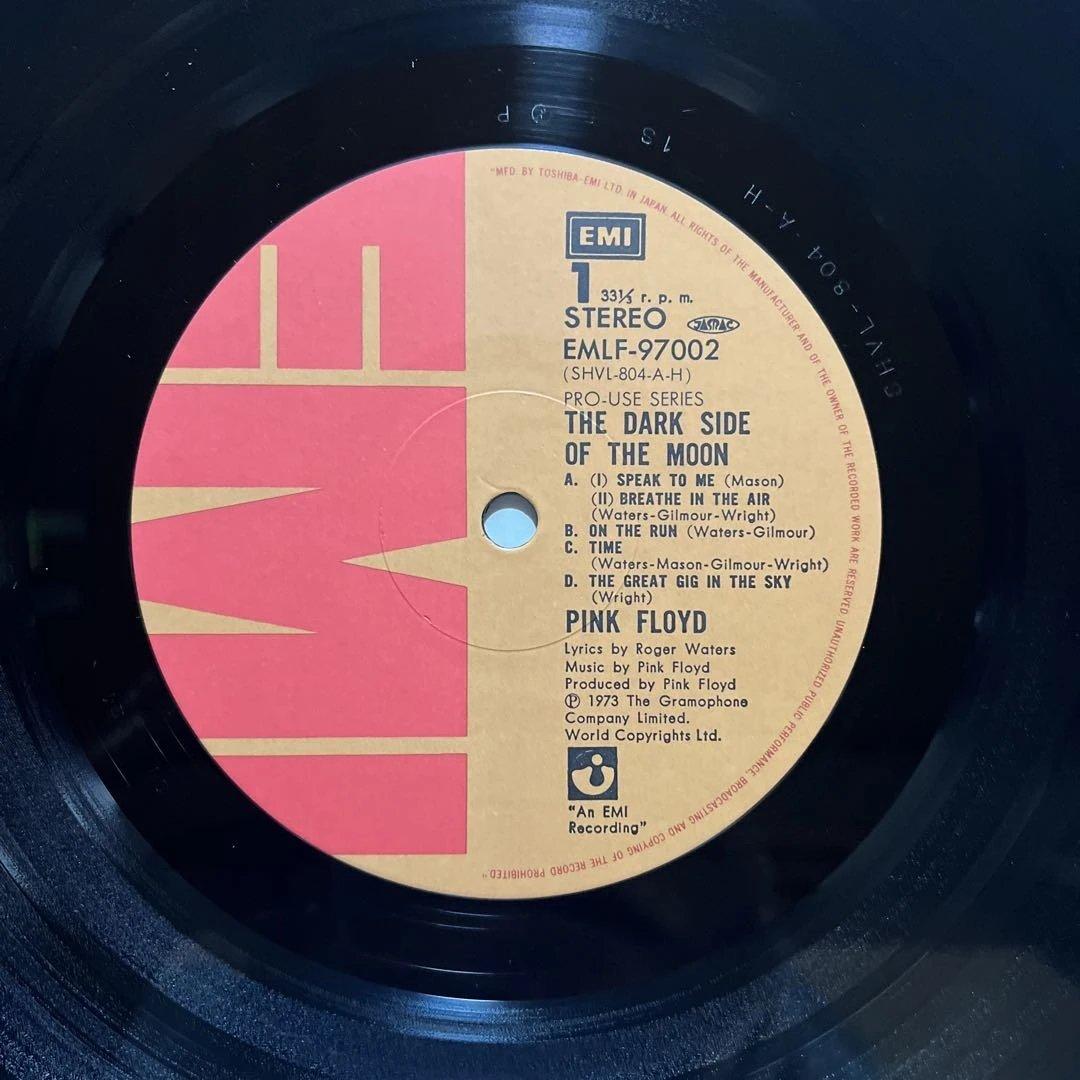 P
1S
SHVL-804-A-H
"MFD. BY TOSHIBA-EMI LTD. IN JAPAN. ALL RIGHTS OF THE MANUFACTURER AND OF THE OWNER OF THE RECORDED WORK ARE RESERVED. UNAUTHORIZED PUBLIC PERFORMANCE, BROADCASTING AND COPYING OF THE RECORD PROHIBITED"
EMI
EMI
1 33⅓ r. p. m.
STEREO JASRAC
EMLF-97002
(SHVL-804-A-H)
PRO-USE SERIES
THE DARK SIDE
OF THE MOON
A. (I) SPEAK TO ME (Mason)
(II) BREATHE IN THE AIR
(Waters-Gilmour-Wright)
B. ON THE RUN (Waters-Gilmour)
C. TIME
(Waters-Mason-Gilmour-Wright)
D. THE GREAT GIG IN THE SKY
(Wright)
PINK FLOYD
Lyrics by Roger Waters
Music by Pink Floyd
Produced by Pink Floyd
Ⓟ 1973 The Gramophone
Company Limited.
World Copyrights Ltd.
"An EMI
Recording"